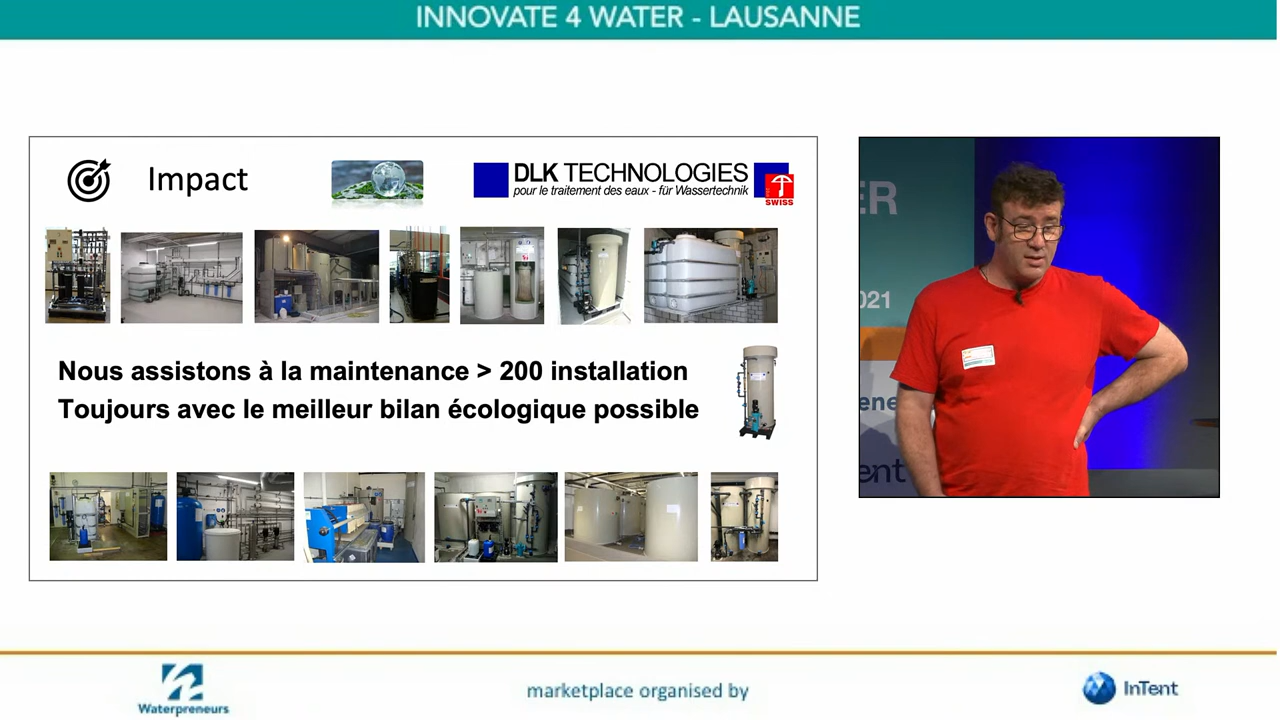 INNOVATE 4 WATER - LAUSANNE
Impact
DLK TECHNOLOGIES
pour le traitement des eaux - für Wassertechnik
SWISS
Nous assistons à la maintenance > 200 installation
Toujours avec le meilleur bilan écologique possible
ER
2021
ene
ent
Waterpreneurs
marketplace organised by
InTent